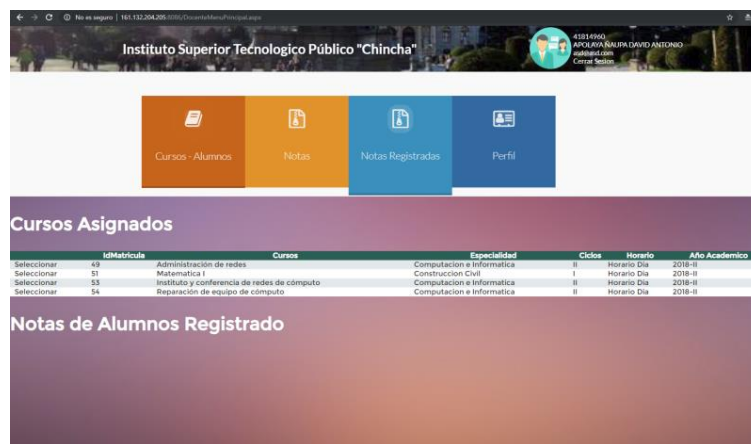 No es seguro | 161.132.204.205:8086/DocenteMenuPrincipal.aspx
Instituto Superior Tecnologico Público "Chincha"
41814960
APOLAYA ÑAUPA DAVID ANTONIO
Cerrar Sesion
Cursos - Alumnos Notas Notas Registradas Perfil
Cursos Asignados
IdMatricula Cursos Especialidad Ciclos Horario Año Academico
Seleccionar 49 Administración de redes Computacion e Informatica II Horario Dia 2018-II
Seleccionar 51 Matematica I Construccion Civil I Horario Dia 2018-II
Seleccionar 53 Instituto y conferencia de redes de cómputo Computacion e Informatica II Horario Dia 2018-II
Seleccionar 54 Reparación de equipo de cómputo Computacion e Informatica II Horario Dia 2018-II
Notas de Alumnos Registrado